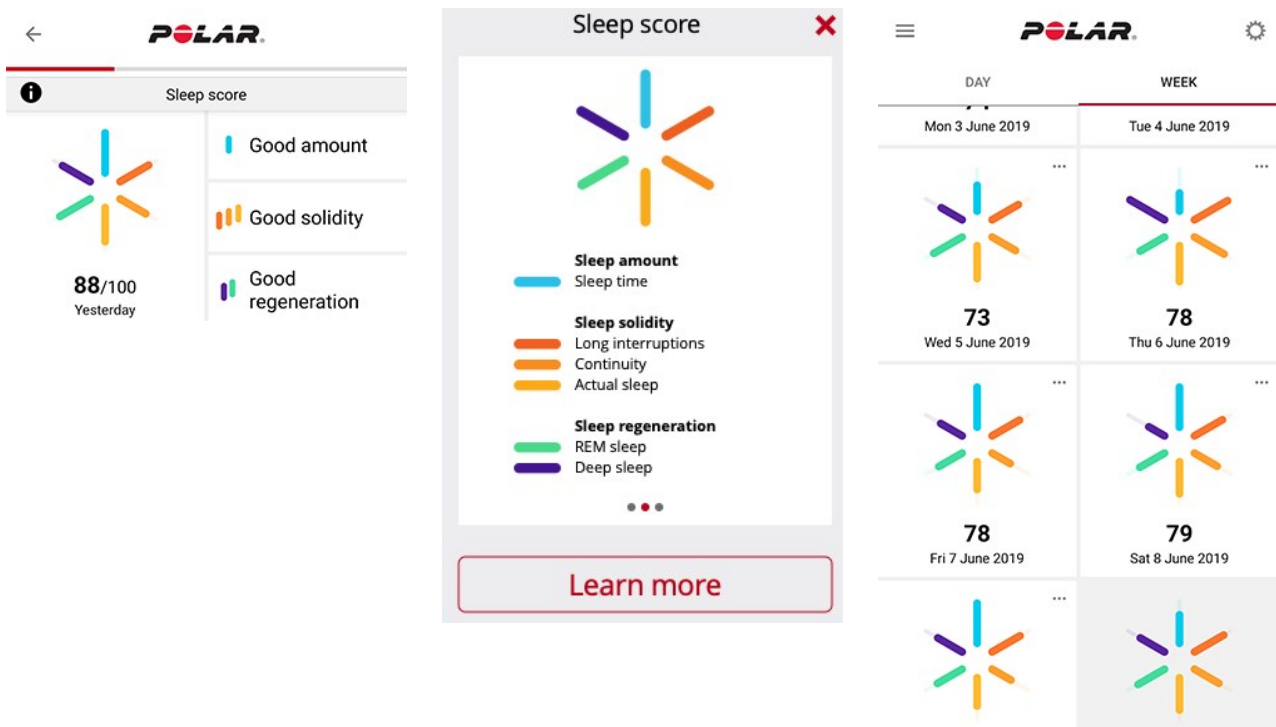 POLAR
Sleep score
Good amount
Good solidity
Good
regeneration
88/100
Yesterday
Sleep score
Sleep amount
Sleep time
Sleep solidity
Long interruptions
Continuity
Actual sleep
Sleep regeneration
REM sleep
Deep sleep
Learn more
POLAR
DAY
WEEK
Mon 3 June 2019
Tue 4 June 2019
73
Wed 5 June 2019
78
Thu 6 June 2019
78
Fri 7 June 2019
79
Sat 8 June 2019